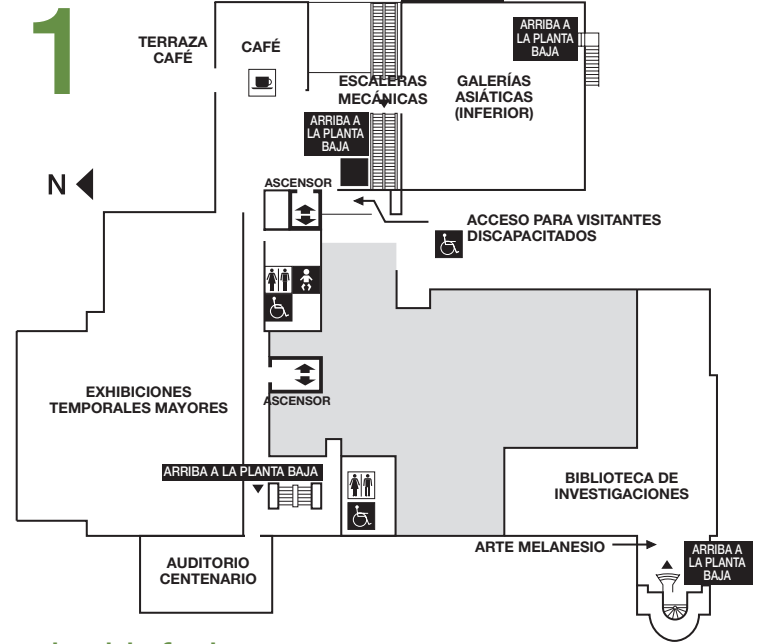 1
TERRAZA
CAFÉ
CAFÉ
ARRIBA A
LA PLANTA
BAJA
ESCALERAS
MECÁNICAS
GALERÍAS
ASIÁTICAS
(INFERIOR)
ARRIBA A
LA PLANTA
BAJA
N
ASCENSOR
ACCESO PARA VISITANTES
DISCAPACITADOS
EXHIBICIONES
TEMPORALES MAYORES
ASCENSOR
ARRIBA A LA PLANTA BAJA
BIBLIOTECA DE
INVESTIGACIONES
ARTE MELANESIO
ARRIBA A
LA PLANTA
BAJA
AUDITORIO
CENTENARIO